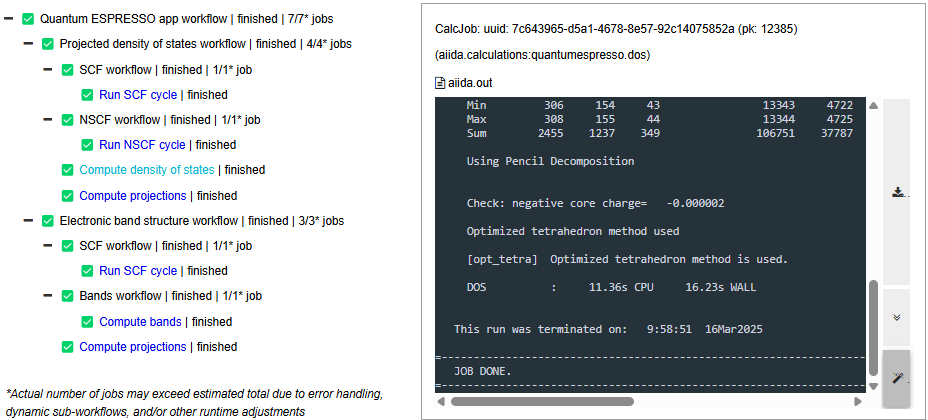 Quantum ESPRESSO app workflow | finished | 7/7* jobs
Projected density of states workflow | finished | 4/4* jobs
SCF workflow | finished | 1/1* job
Run SCF cycle | finished
NSCF workflow | finished | 1/1* job
Run NSCF cycle | finished
Compute density of states | finished
Compute projections | finished
Electronic band structure workflow | finished | 3/3* jobs
SCF workflow | finished | 1/1* job
Run SCF cycle | finished
Bands workflow | finished | 1/1* job
Compute bands | finished
Compute projections | finished
*Actual number of jobs may exceed estimated total due to error handling,
dynamic sub-workflows, and/or other runtime adjustments
CalcJob: uuid: 7c643965-d5a1-4678-8e57-92c14075852a (pk: 12385)
(aiida.calculations:quantumespresso.dos)
aiida.out
Min 306 154 43 13343 4722
Max 308 155 44 13344 4725
Sum 2455 1237 349 106751 37787
Using Pencil Decomposition
Check: negative core charge= -0.000002
Optimized tetrahedron method used
[opt_tetra] Optimized tetrahedron method is used.
DOS : 11.36s CPU 16.23s WALL
This run was terminated on: 9:58:51 16Mar2025
=------------------------------------------------------------------
JOB DONE.
=------------------------------------------------------------------